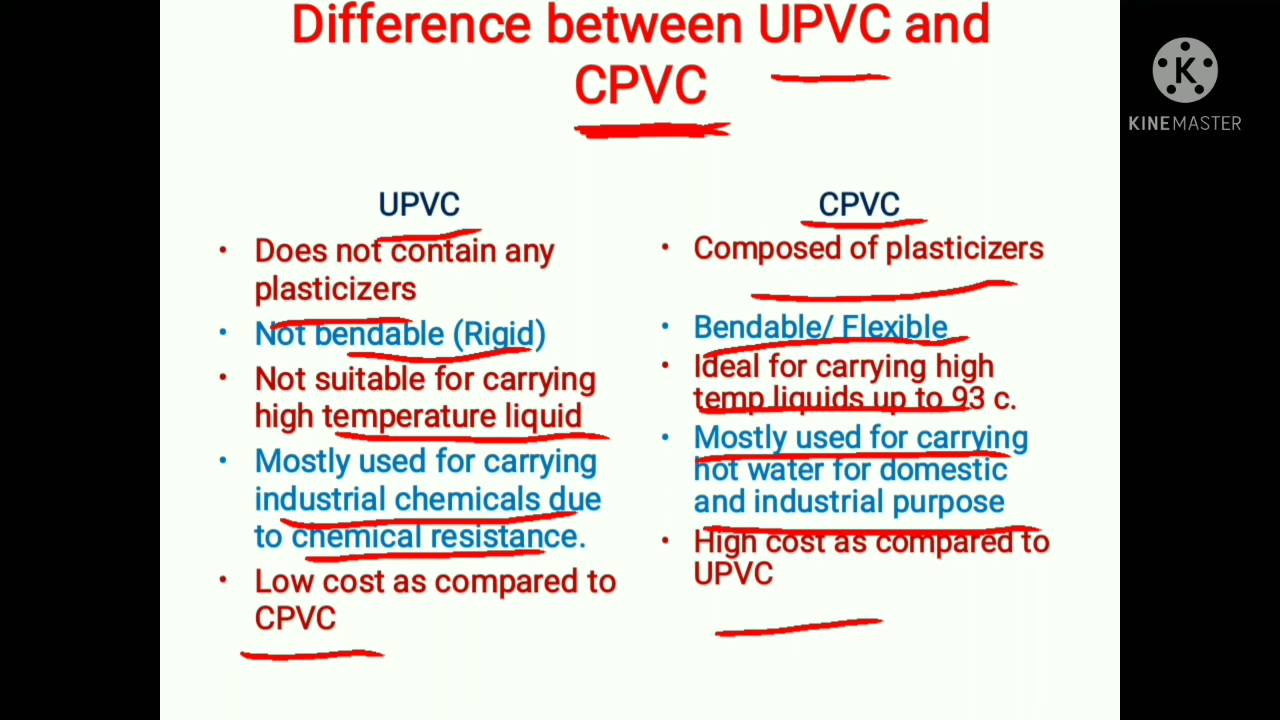 Difference between UPVC and
CPVC
KINEMASTER
UPVC
• Does not contain any
plasticizers
• Not bendable (Rigid)
• Not suitable for carrying
high temperature liquid
• Mostly used for carrying
industrial chemicals due
to chemical resistance.
• Low cost as compared to
CPVC
CPVC
• Composed of plasticizers
• Bendable/ Flexible
• Ideal for carrying high
temp liquids up to 93 c.
• Mostly used for carrying
hot water for domestic
and industrial purpose
• High cost as compared to
UPVC